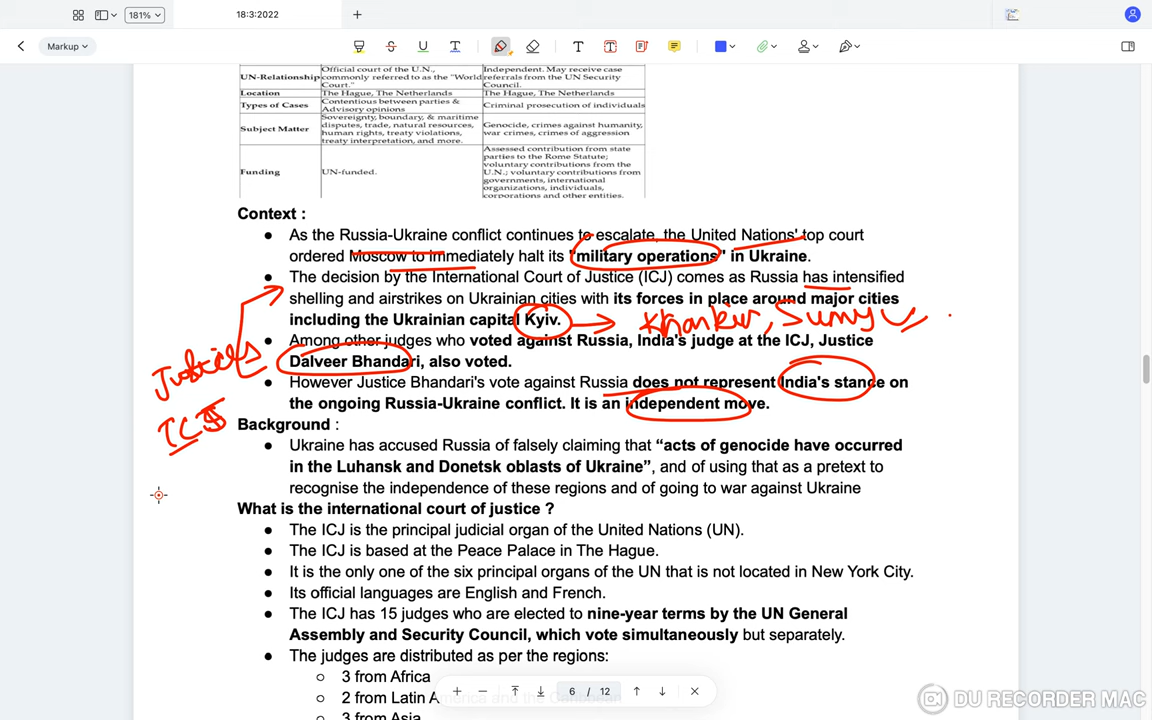 181%
18:3:2022
Markup
UN-Relationship
Official court of the U.N., commonly referred to as the "World Court."
Independent. May receive case referrals from the UN Security Council.
Location
The Hague, The Netherlands
The Hague, The Netherlands
Types of Cases
Contentious between parties & Advisory opinions
Criminal prosecution of individuals
Subject Matter
Sovereignty, boundary, & maritime disputes, trade, natural resources, human rights, treaty violations, treaty interpretation, and more.
Genocide, crimes against humanity, war crimes, crimes of aggression
Funding
UN-funded.
Assessed contribution from state parties to the Rome Statute; voluntary contributions from the U.N.; voluntary contributions from governments, international organizations, individuals, corporations and other entities.
Context :
● As the Russia-Ukraine conflict continues to escalate, the United Nations' top court
ordered Moscow to immediately halt its "military operations" in Ukraine.
● The decision by the International Court of Justice (ICJ) comes as Russia has intensified
shelling and airstrikes on Ukrainian cities with its forces in place around major cities
including the Ukrainian capital Kyiv.
Sumy
● Among other judges who voted against Russia, India's judge at the ICJ, Justice
Dalveer Bhandari, also voted.
● However Justice Bhandari's vote against Russia does not represent India's stance on
the ongoing Russia-Ukraine conflict. It is an independent move.
ICJ
Background :
● Ukraine has accused Russia of falsely claiming that “acts of genocide have occurred
in the Luhansk and Donetsk oblasts of Ukraine”, and of using that as a pretext to
recognise the independence of these regions and of going to war against Ukraine
What is the international court of justice ?
● The ICJ is the principal judicial organ of the United Nations (UN).
● The ICJ is based at the Peace Palace in The Hague.
● It is the only one of the six principal organs of the UN that is not located in New York City.
● Its official languages are English and French.
● The ICJ has 15 judges who are elected to nine-year terms by the UN General
Assembly and Security Council, which vote simultaneously but separately.
● The judges are distributed as per the regions:
○ 3 from Africa
○ 2 from Latin America and the Caribbean
○ 3 from Asia
6 / 12
DU RECORDER MAC